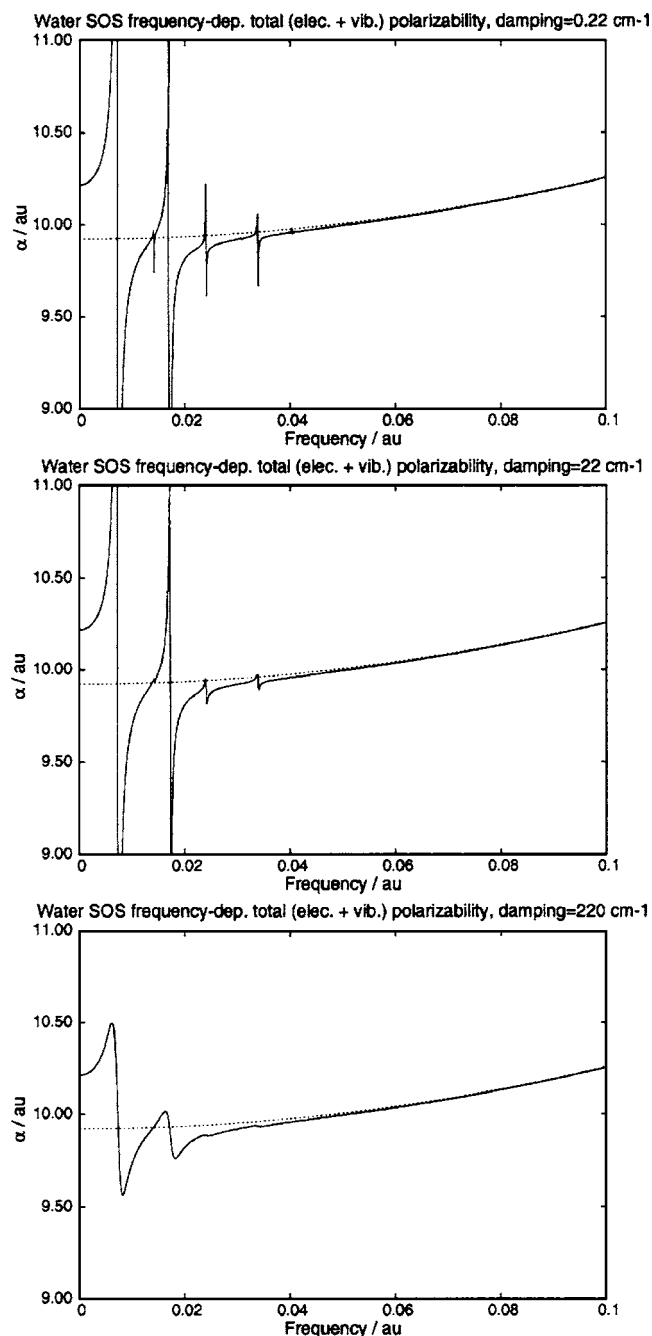 Water SOS frequency-dep. total (elec. + vib.) polarizability, damping=0.22 cm-1
11.00
10.50
10.00
9.50
9.00
α / au
0 0.02 0.04 0.06 0.08 0.1
Frequency / au
Water SOS frequency-dep. total (elec. + vib.) polarizability, damping=22 cm-1
11.00
10.50
10.00
9.50
9.00
α / au
0 0.02 0.04 0.06 0.08 0.1
Frequency / au
Water SOS frequency-dep. total (elec. + vib.) polarizability, damping=220 cm-1
11.00
10.50
10.00
9.50
9.00
α / au
0 0.02 0.04 0.06 0.08 0.1
Frequency / au